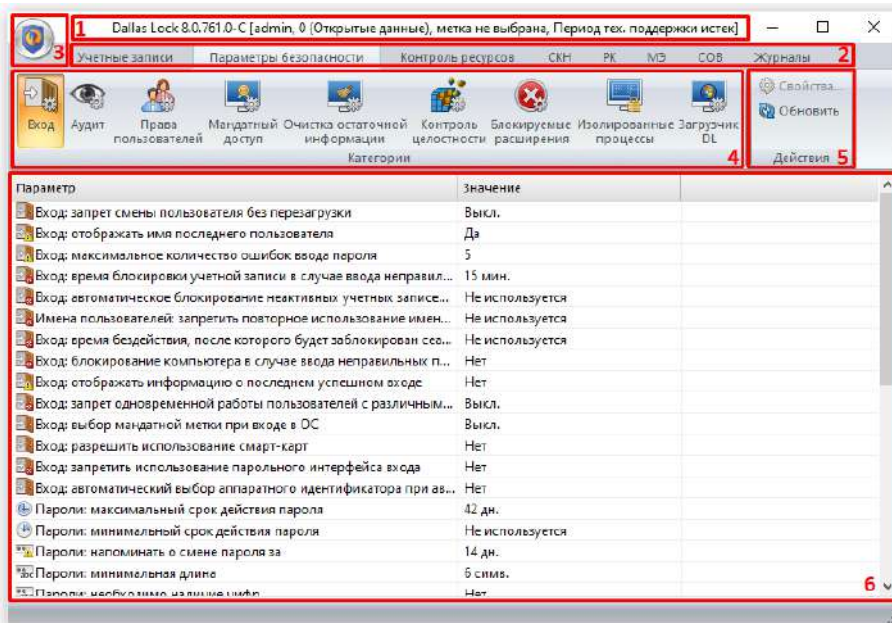 1 Dallas Lock 8.0.761.0-C [admin, 0 (Открытые данные), метка не выбрана, Период тех. поддержки истек]
3 Учетные записи Параметры безопасности Контроль ресурсов СКН РК МЭ СОВ Журналы 2
Вход Аудит Права пользователей Мандатный доступ Очистка остаточной информации Контроль целостности Блокируемые расширения Изолированные процессы Загрузчик DL
Категории 4
Свойства...
Обновить
Действия 5
Параметр Значение
Вход: запрет смены пользователя без перезагрузки Выкл.
Вход: отображать имя последнего пользователя Да
Вход: максимальное количество ошибок ввода пароля 5
Вход: время блокировки учетной записи в случае ввода неправил... 15 мин.
Вход: автоматическое блокирование неактивных учетных записе... Не используется
Имена пользователей: запретить повторное использование имен... Не используется
Вход: время бездействия, после которого будет заблокирован сеа... Не используется
Вход: блокирование компьютера в случае ввода неправильных п... Нет
Вход: отображать информацию о последнем успешном входе Нет
Вход: запрет одновременной работы пользователей с различным... Выкл.
Вход: выбор мандатной метки при входе в ОС Выкл.
Вход: разрешить использование смарт-карт Нет
Вход: запретить использование парольного интерфейса входа Нет
Вход: автоматический выбор аппаратного идентификатора при ав... Нет
Пароли: максимальный срок действия пароля 42 дн.
Пароли: минимальный срок действия пароля Не используется
Пароли: напоминать о смене пароля за 14 дн.
Пароли: минимальная длина 6 симв.
Пароли: необходимо наличие цифр Нет
6